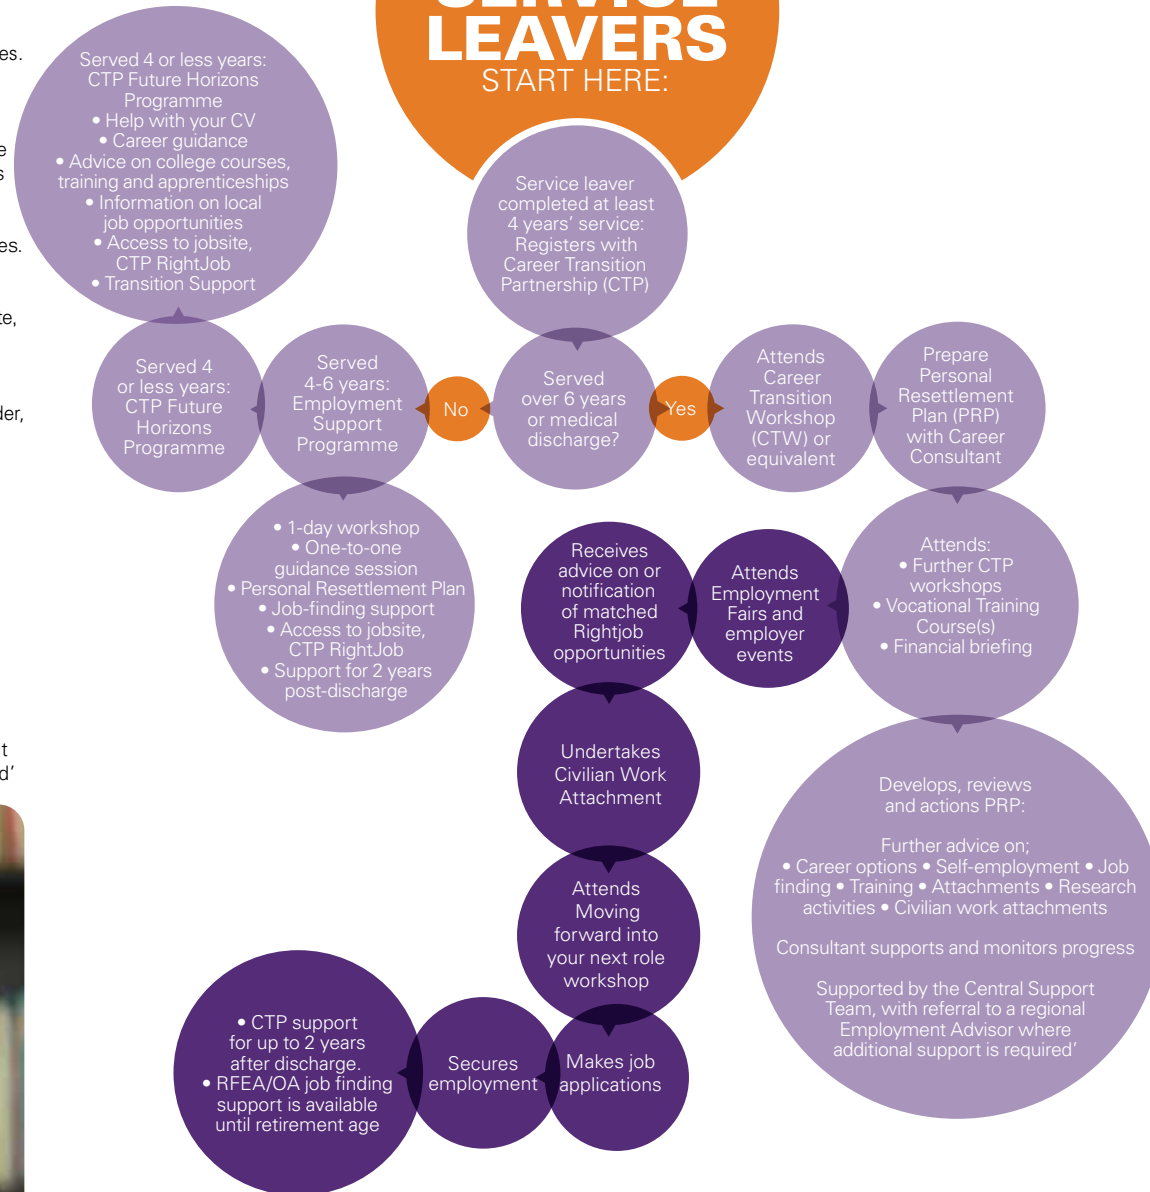 SERVICE
LEAVERS
START HERE:
Served 4 or less years:
CTP Future Horizons
Programme
• Help with your CV
• Career guidance
• Advice on college courses,
training and apprenticeships
• Information on local
job opportunities
• Access to jobsite,
CTP RightJob
• Transition Support
Service leaver
completed at least
4 years’ service:
Registers with
Career Transition
Partnership (CTP)
Served 4
or less years:
CTP Future
Horizons
Programme
Served
4-6 years:
Employment
Support
Programme
No
Served
over 6 years
or medical
discharge?
Yes
Attends
Career
Transition
Workshop
(CTW) or
equivalent
Prepare
Personal
Resettlement
Plan (PRP)
with Career
Consultant
• 1-day workshop
• One-to-one
guidance session
• Personal Resettlement Plan
• Job-finding support
• Access to jobsite,
CTP RightJob
• Support for 2 years
post-discharge
Receives
advice on or
notification
of matched
Rightjob
opportunities
Attends
Employment
Fairs and
employer
events
Attends:
• Further CTP
workshops
• Vocational Training
Course(s)
• Financial briefing
Undertakes
Civilian Work
Attachment
Develops, reviews
and actions PRP:
Further advice on;
• Career options • Self-employment • Job
finding • Training • Attachments • Research
activities • Civilian work attachments
Consultant supports and monitors progress
Supported by the Central Support
Team, with referral to a regional
Employment Advisor where
additional support is required’
Attends
Moving
forward into
your next role
workshop
• CTP support
for up to 2 years
after discharge.
• RFEA/OA job finding
support is available
until retirement age
Secures
employment
Makes job
applications